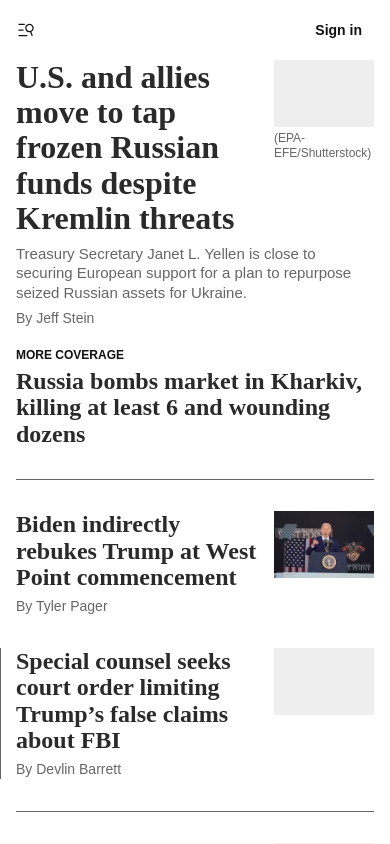 Sign in
U.S. and allies
move to tap
frozen Russian
funds despite
Kremlin threats
(EPA-
EFE/Shutterstock)
Treasury Secretary Janet L. Yellen is close to
securing European support for a plan to repurpose
seized Russian assets for Ukraine.
By Jeff Stein
MORE COVERAGE
Russia bombs market in Kharkiv,
killing at least 6 and wounding
dozens
Biden indirectly
rebukes Trump at West
Point commencement
By Tyler Pager
Special counsel seeks
court order limiting
Trump’s false claims
about FBI
By Devlin Barrett